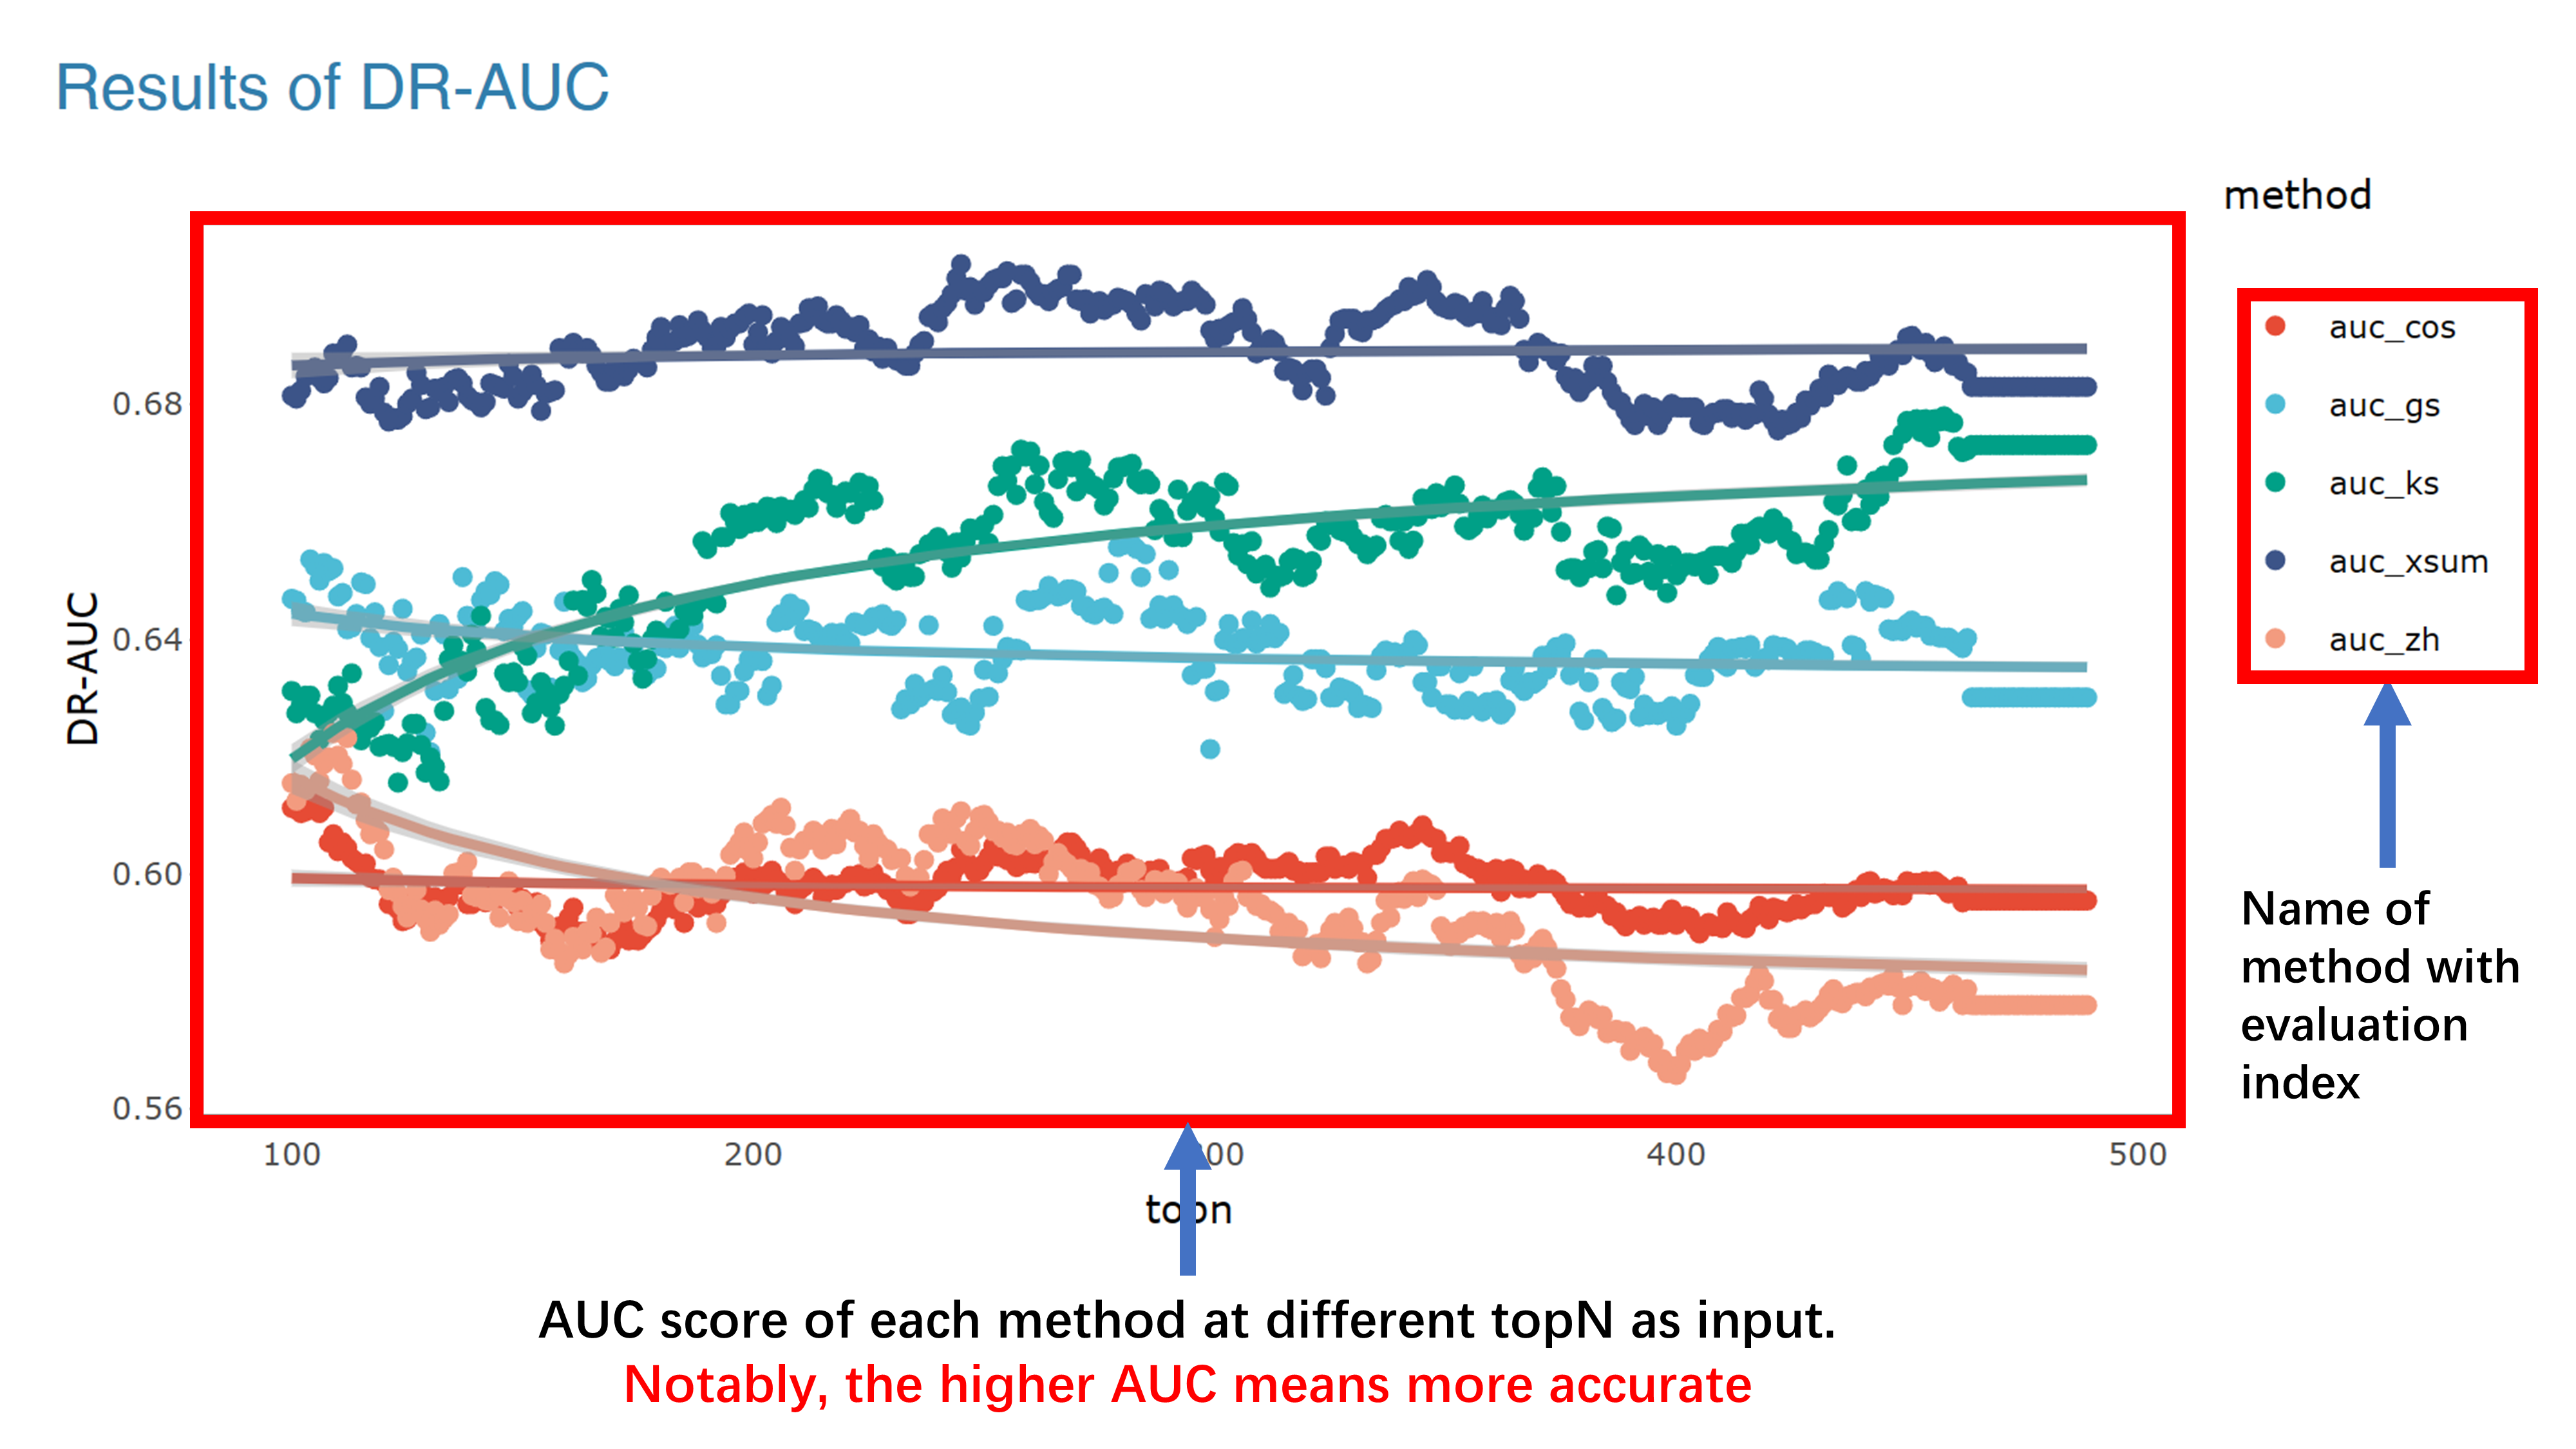 Results of DR-AUC
method
auc_cos
auc_gs
auc_ks
auc_xsum
auc_zh
DR-AUC
0.68
0.64
0.60
0.56
100
200
400
500
Name of
method with
evaluation
index
AUC score of each method at different topN as input.
Notably, the higher AUC means more accurate